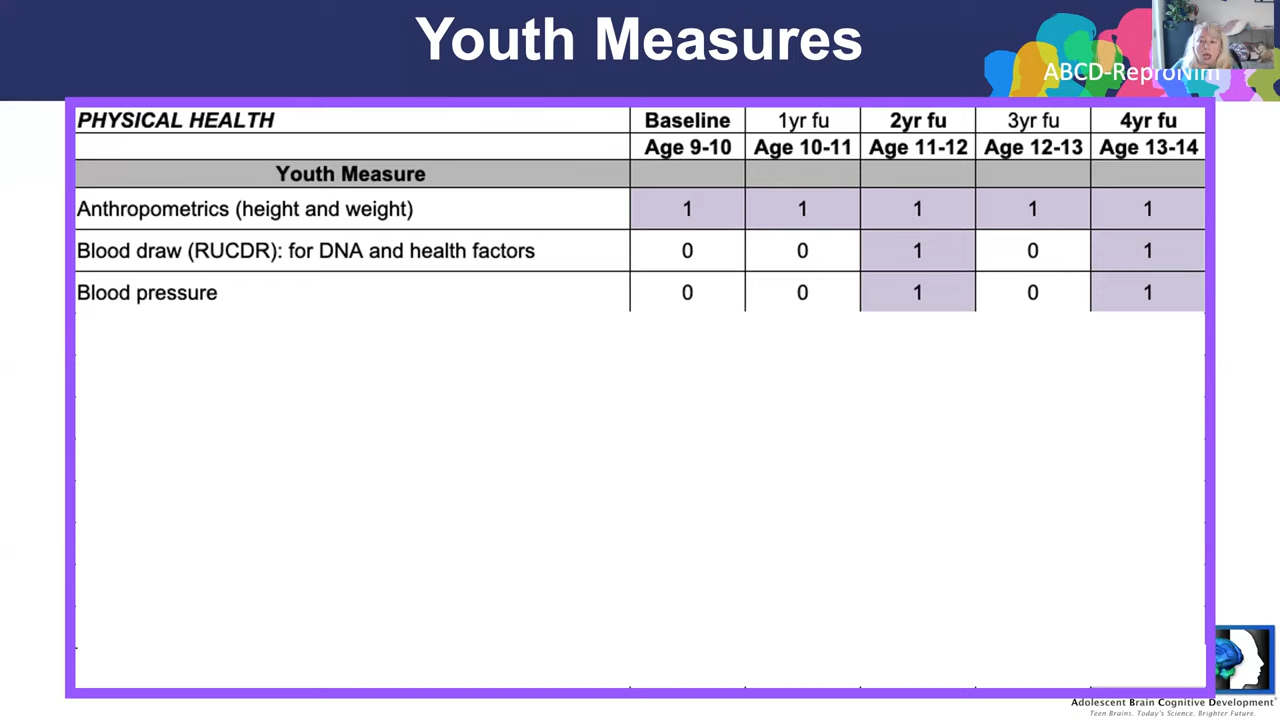 Youth Measures
ABCD-ReproNim
PHYSICAL HEALTH Baseline 1yr fu 2yr fu 3yr fu 4yr fu
Age 9-10 Age 10-11 Age 11-12 Age 12-13 Age 13-14
Youth Measure
Anthropometrics (height and weight) 1 1 1 1 1
Blood draw (RUCDR): for DNA and health factors 0 0 1 0 1
Blood pressure 0 0 1 0 1
Adolescent Brain Cognitive Development
Teen Brains. Today's Science. Brighter Future.